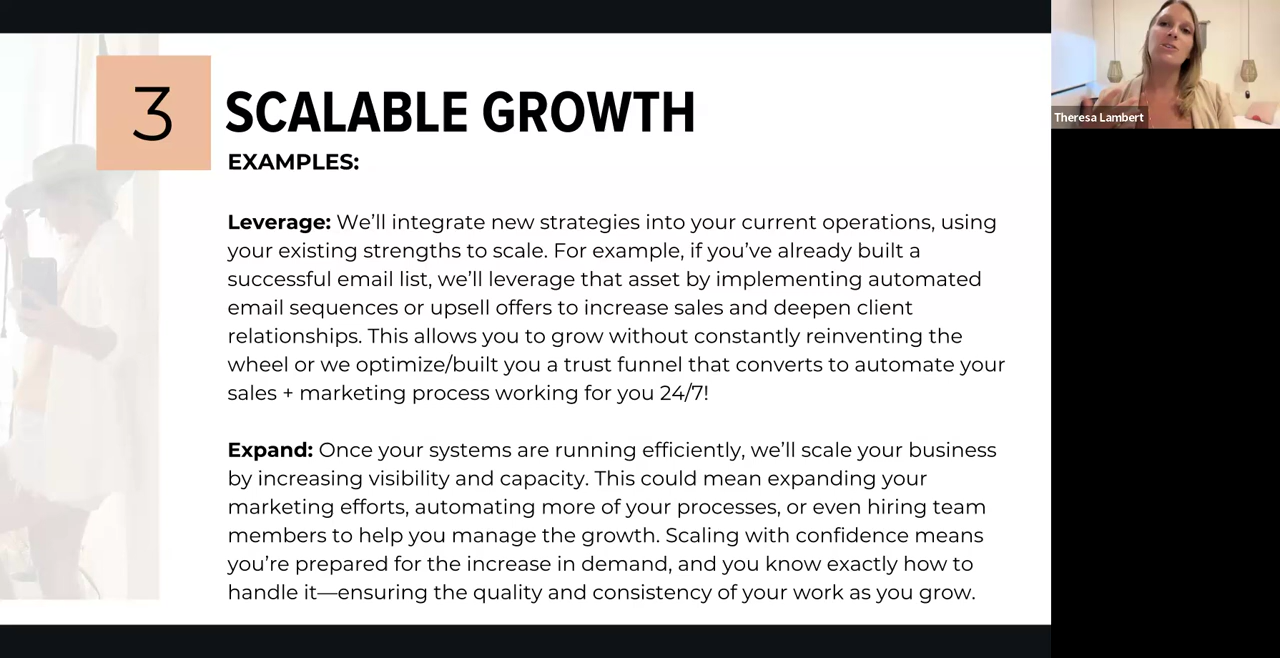 3
SCALABLE GROWTH
EXAMPLES:
Leverage: We’ll integrate new strategies into your current operations, using
your existing strengths to scale. For example, if you’ve already built a
successful email list, we’ll leverage that asset by implementing automated
email sequences or upsell offers to increase sales and deepen client
relationships. This allows you to grow without constantly reinventing the
wheel or we optimize/built you a trust funnel that converts to automate your
sales + marketing process working for you 24/7!
Expand: Once your systems are running efficiently, we’ll scale your business
by increasing visibility and capacity. This could mean expanding your
marketing efforts, automating more of your processes, or even hiring team
members to help you manage the growth. Scaling with confidence means
you’re prepared for the increase in demand, and you know exactly how to
handle it—ensuring the quality and consistency of your work as you grow.
Theresa Lambert